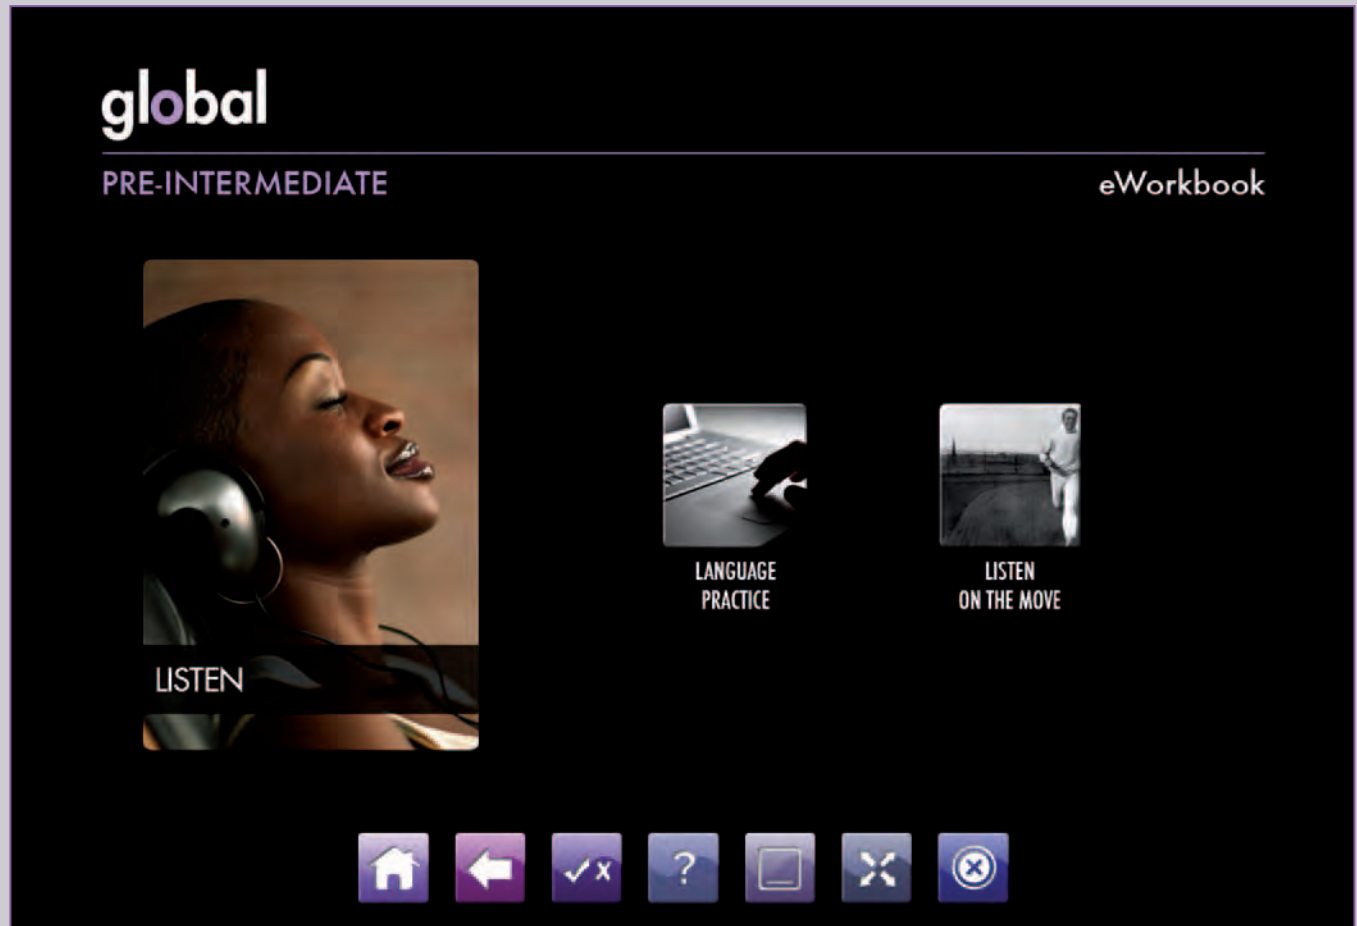 global
PRE-INTERMEDIATE
eWorkbook
LISTEN
LANGUAGE
PRACTICE
LISTEN
ON THE MOVE
?